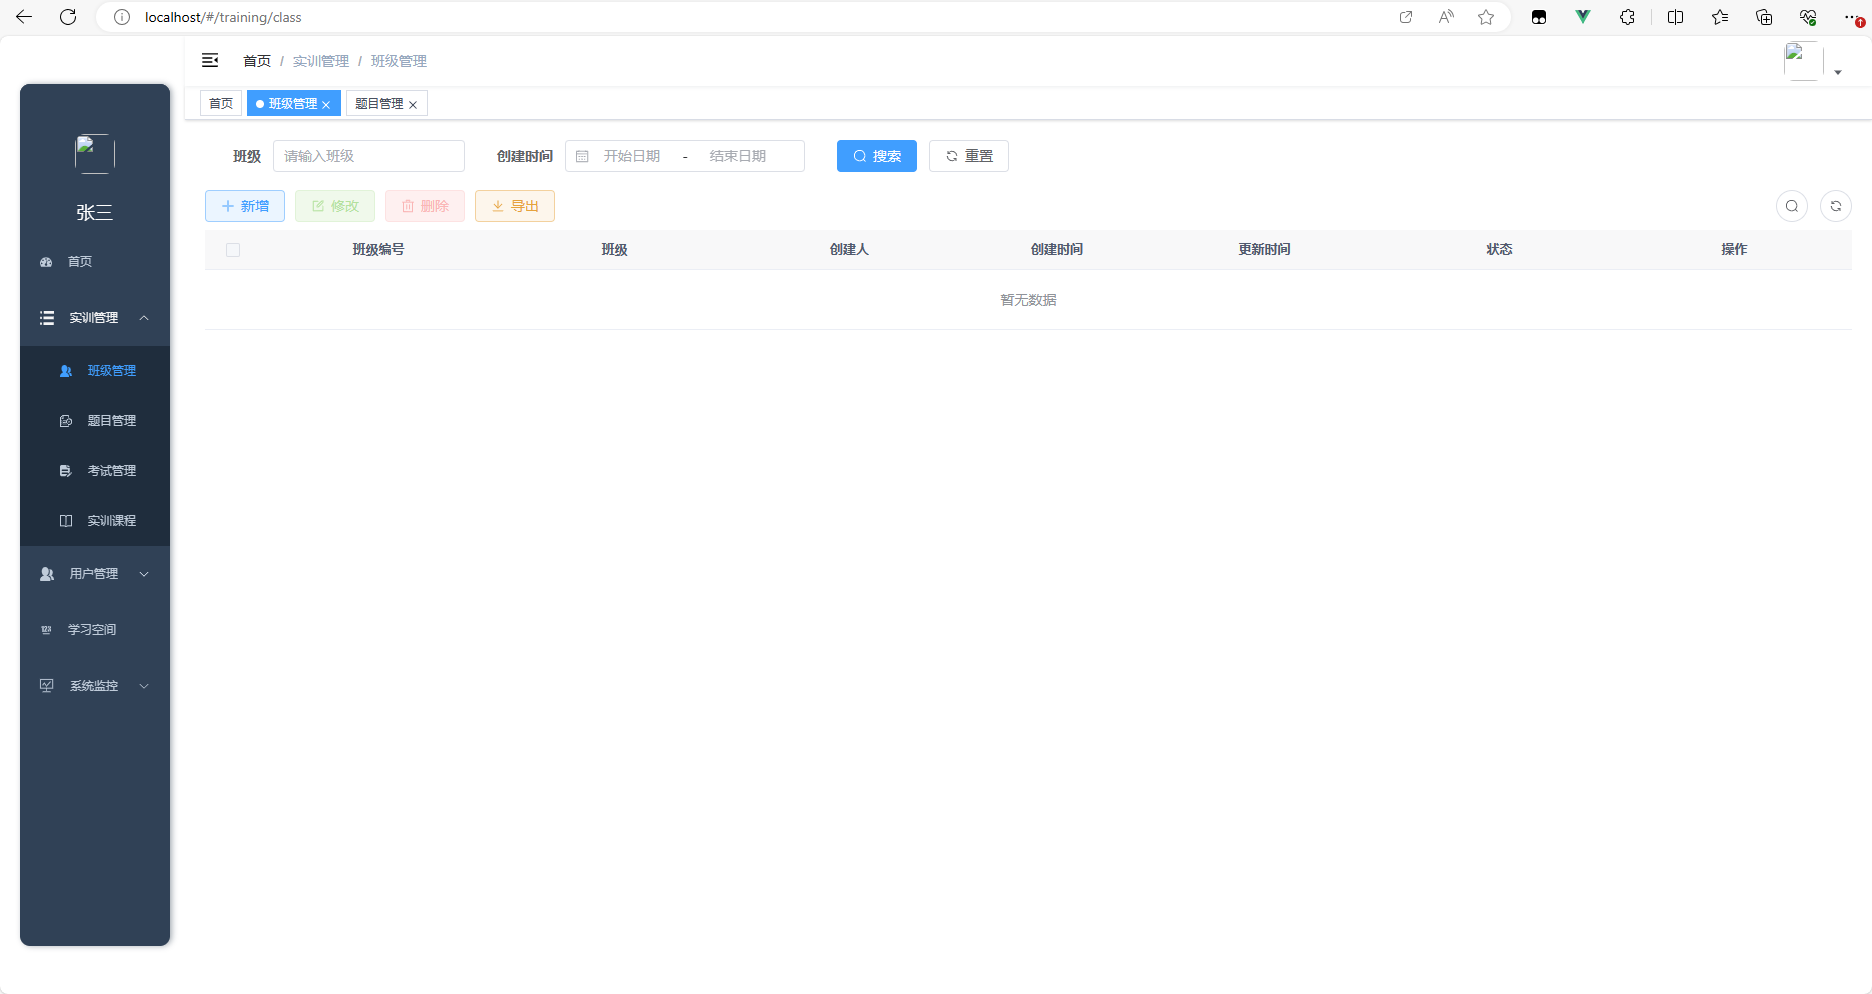 localhost/#/training/class
首页 / 实训管理 / 班级管理
首页 班级管理 题目管理
张三
首页
实训管理
班级管理
题目管理
考试管理
实训课程
用户管理
学习空间
系统监控
班级 请输入班级 创建时间 开始日期 - 结束日期 搜索 重置
新增 修改 删除 导出
班级编号 班级 创建人 创建时间 更新时间 状态 操作
暂无数据